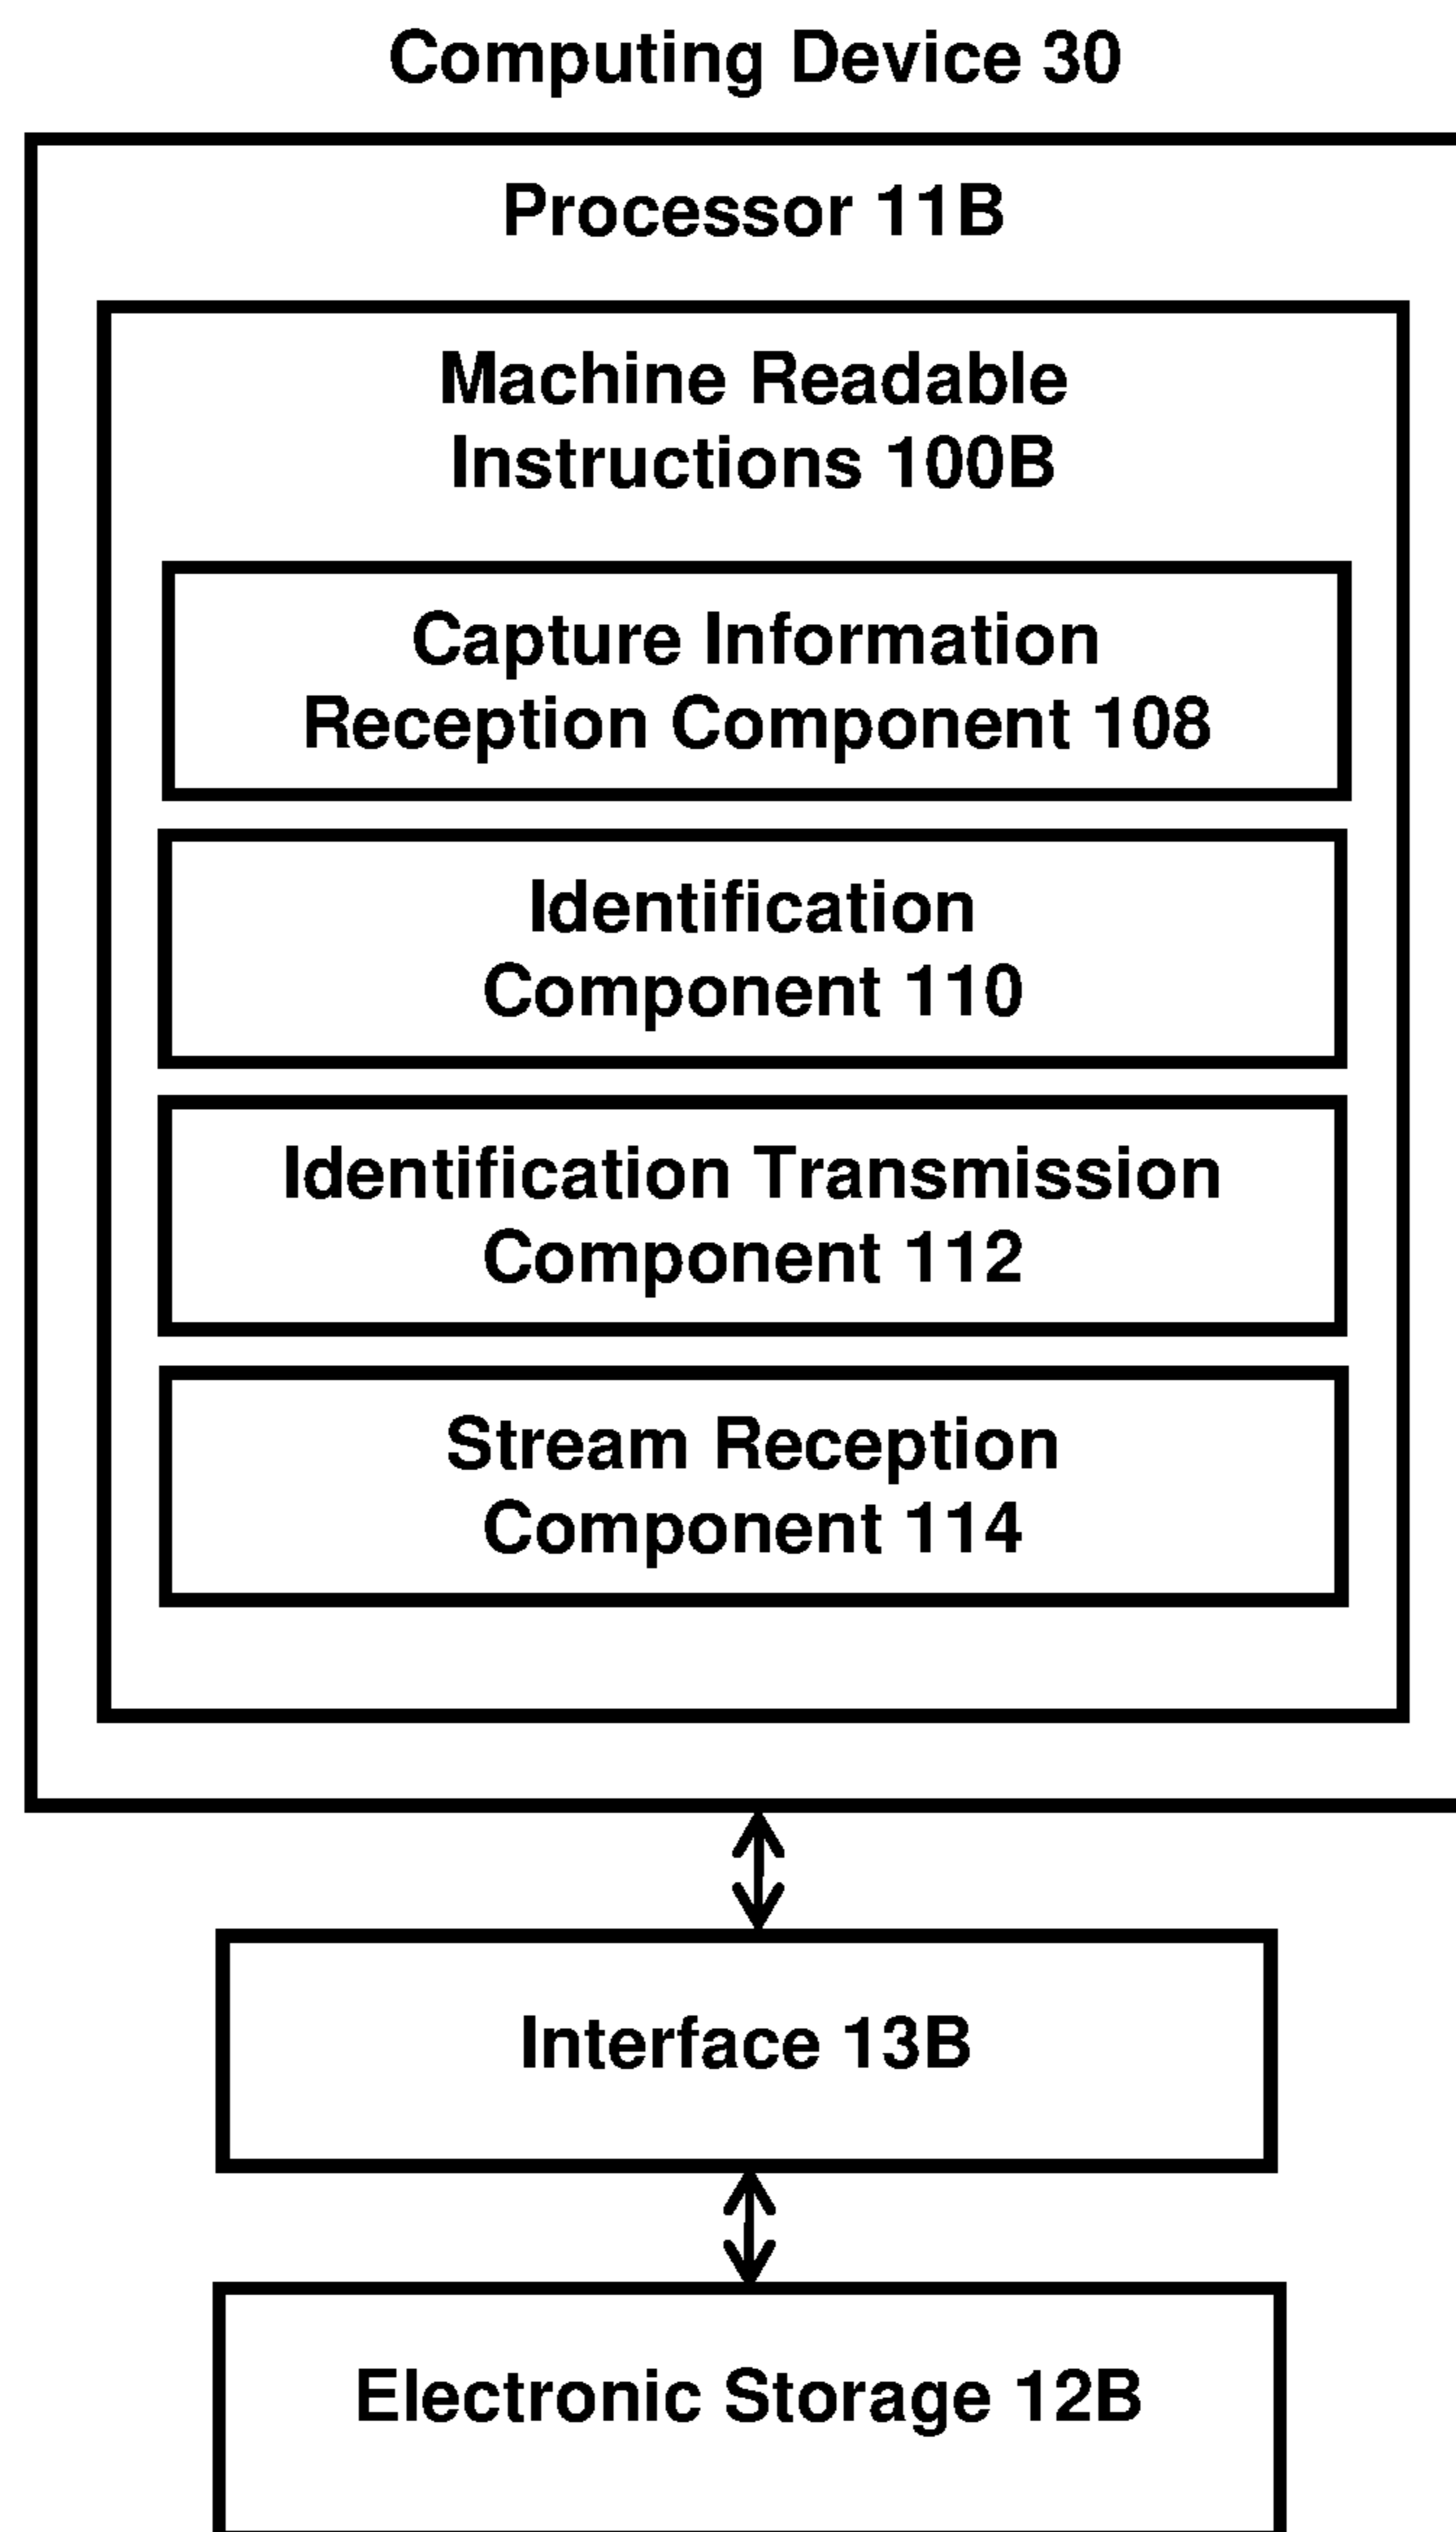 Computing Device 30
Processor 11B
Machine Readable
Instructions 100B
Capture Information
Reception Component 108
Identification
Component 110
Identification Transmission
Component 112
Stream Reception
Component 114
Interface 13B
Electronic Storage 12B